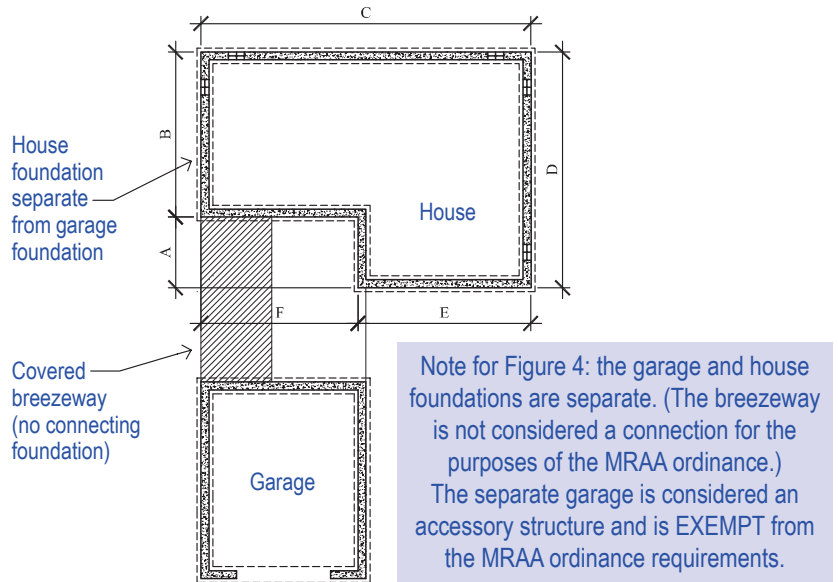 C
B
House
foundation
separate
from garage
foundation
D
House
A
F
E
Covered
breezeway
(no connecting
foundation)
Garage
Note for Figure 4: the garage and house
foundations are separate. (The breezeway
is not considered a connection for the
purposes of the MRAA ordinance.)
The separate garage is considered an
accessory structure and is EXEMPT from
the MRAA ordinance requirements.